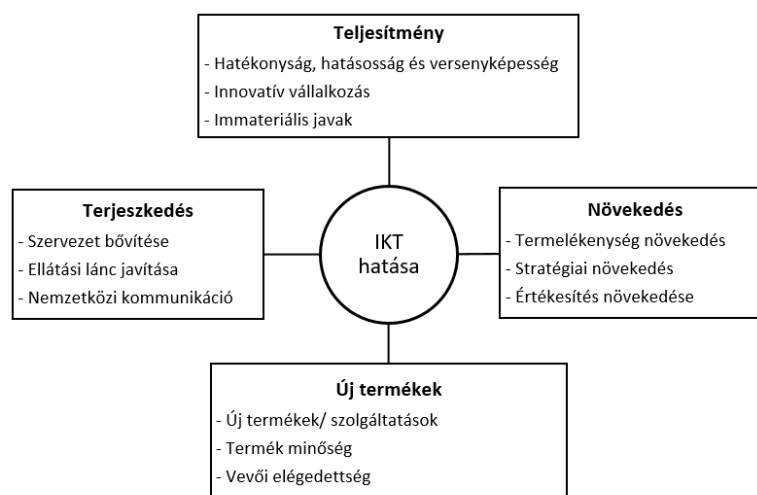 Teljesítmény
- Hatékonyság, hatásosság és versenyképesség
- Innovatív vállalkozás
- Immateriális javak
Terjeszkedés
- Szervezet bővítése
- Ellátási lánc javítása
- Nemzetközi kommunikáció
IKT
hatása
Növekedés
- Termelékenység növekedés
- Stratégiai növekedés
- Értékesítés növekedése
Új termékek
- Új termékek/ szolgáltatások
- Termék minőség
- Vevői elégedettség